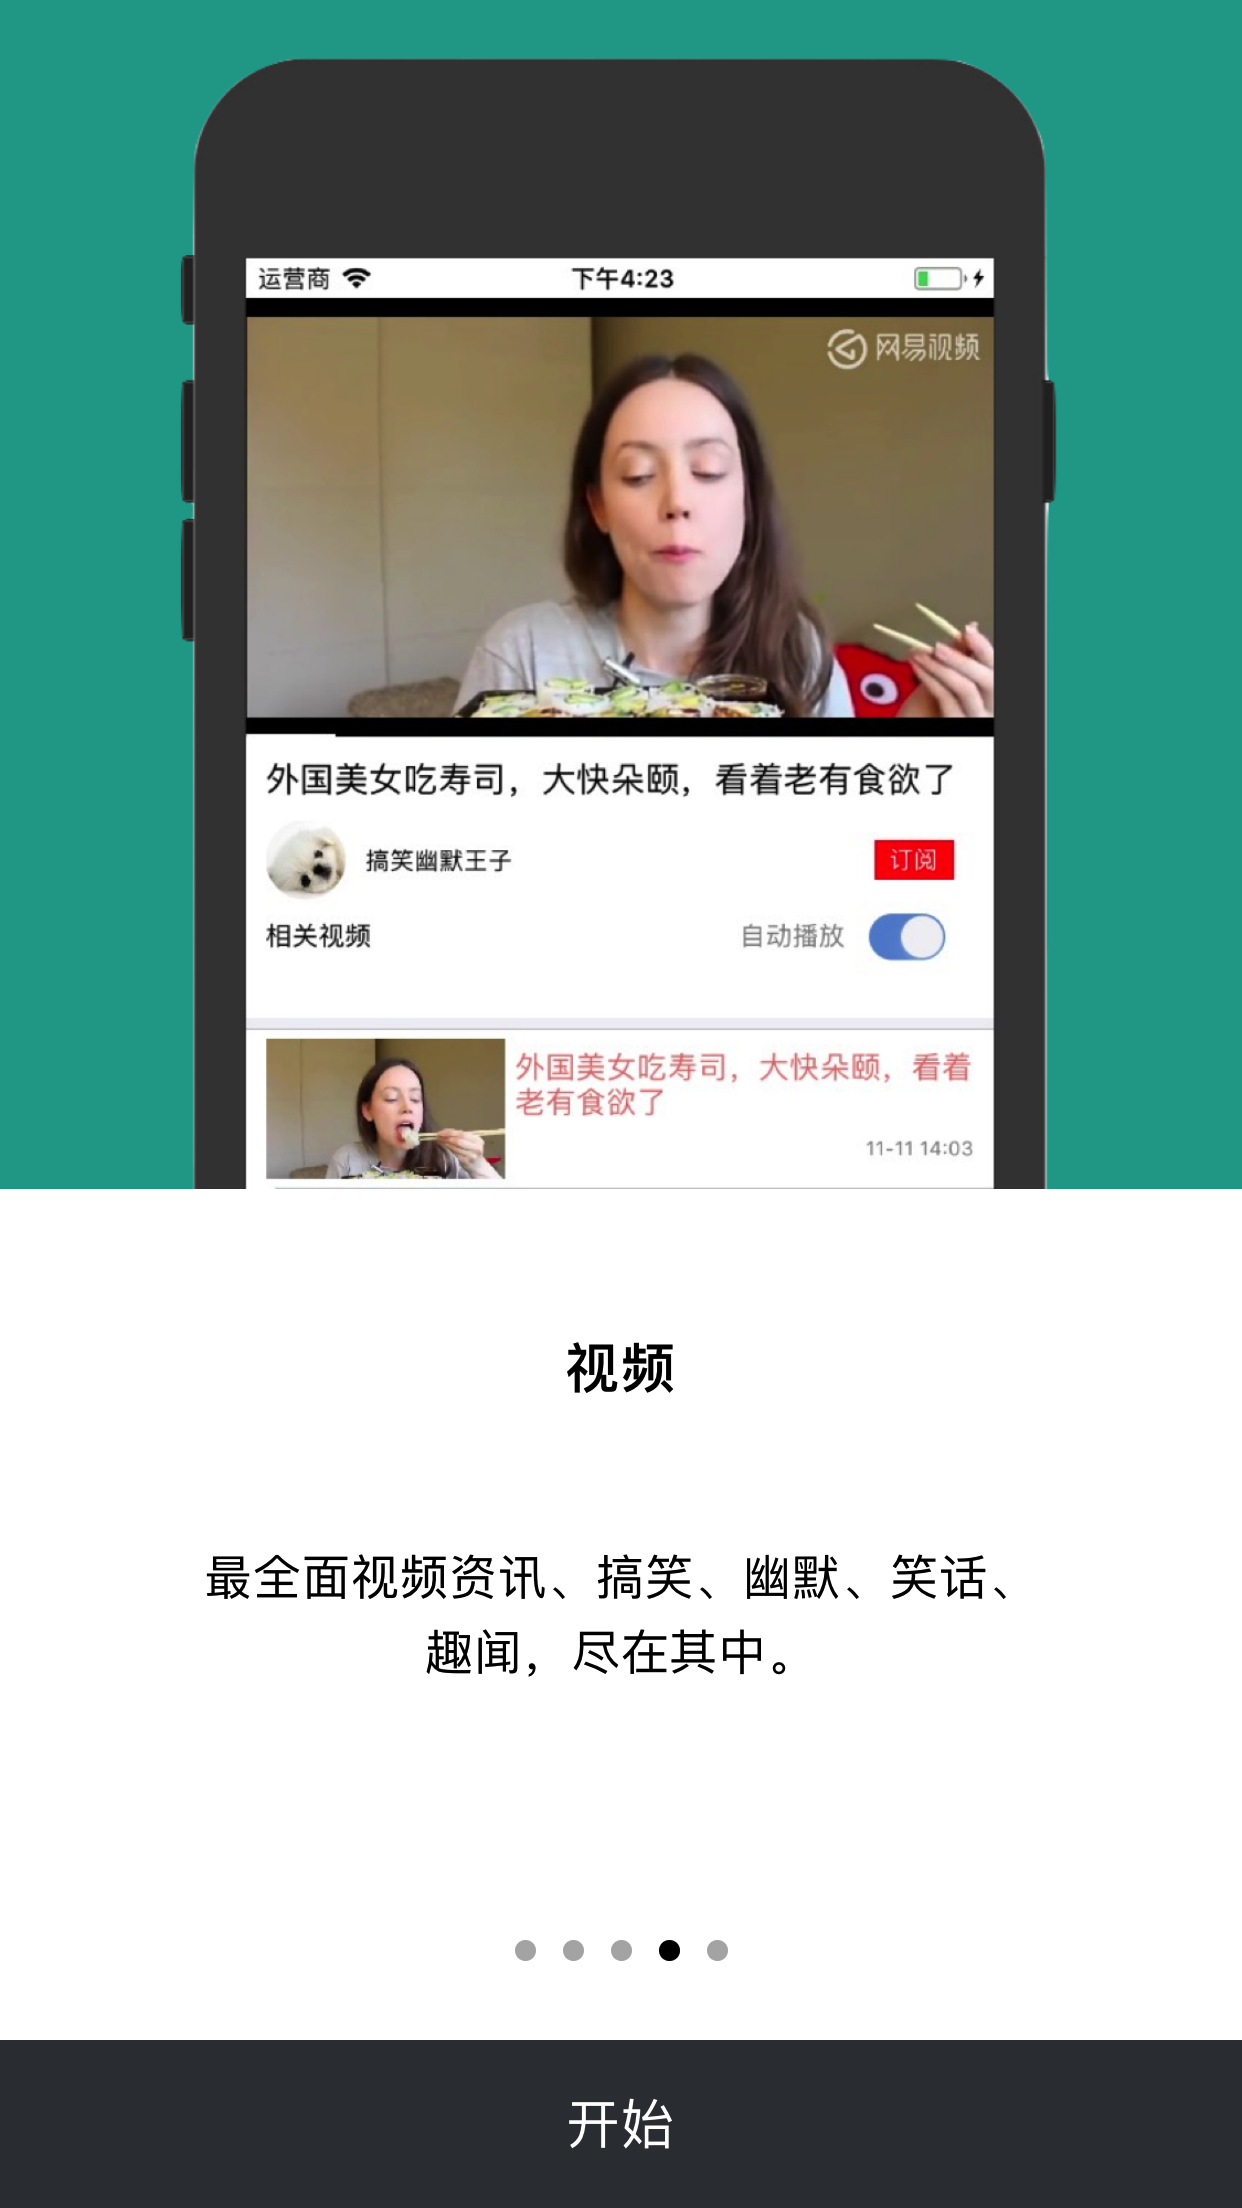 运营商
下午4:23
网易视频
外国美女吃寿司，大快朵颐，看着老有食欲了
搞笑幽默王子
订阅
相关视频
自动播放
外国美女吃寿司，大快朵颐，看着
老有食欲了
11-11 14:03
视频
最全面视频资讯、搞笑、幽默、笑话、
趣闻，尽在其中。
开始